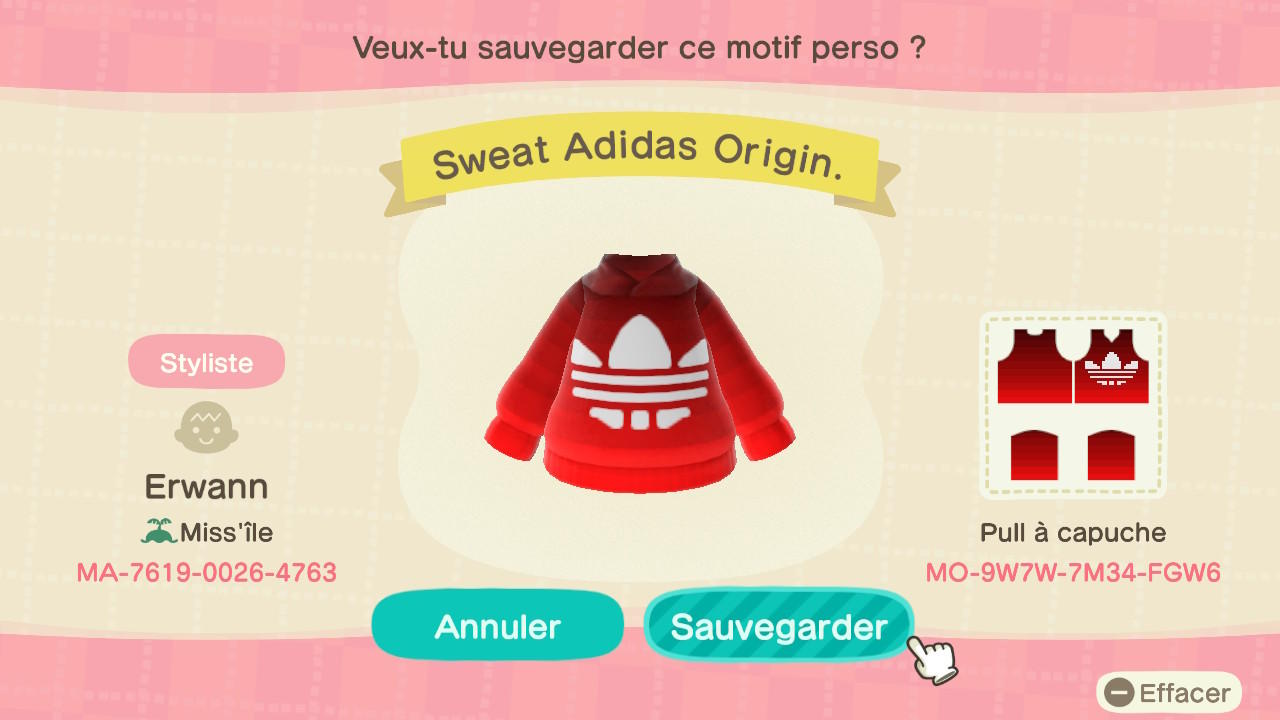 Veux-tu sauvegarder ce motif perso ?
Sweat Adidas Origin.
Styliste
Erwann
Miss'île
MA-7619-0026-4763
Pull à capuche
MO-9W7W-7M34-FGW6
Annuler
Sauvegarder
Effacer